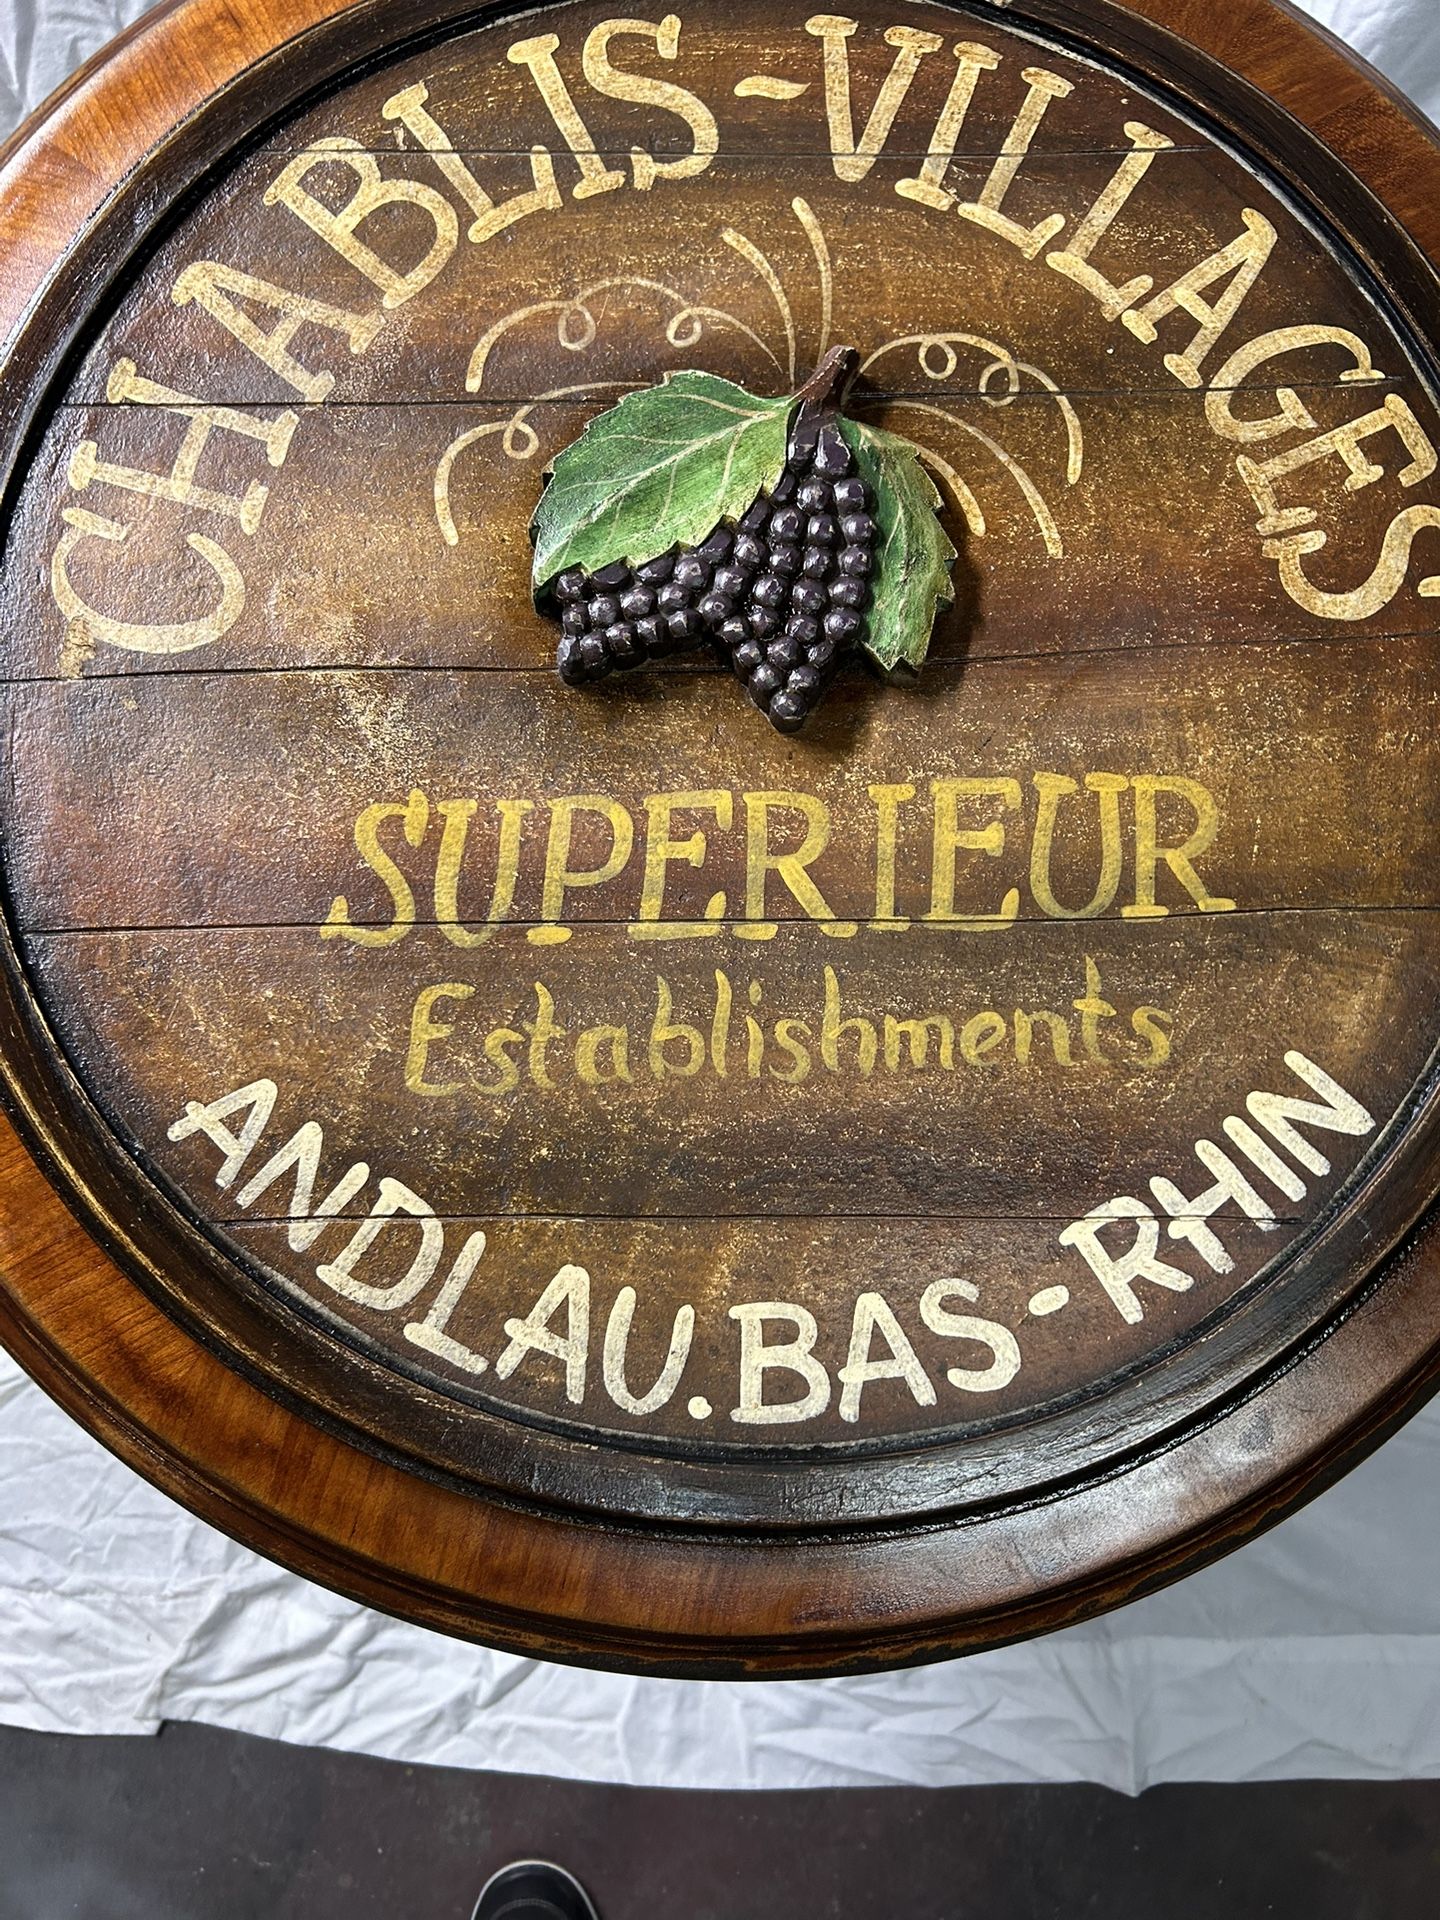 CHABLIS-VILLAGES
SUPERIEUR
Establishments
ANDLAU.BAS-RHIN